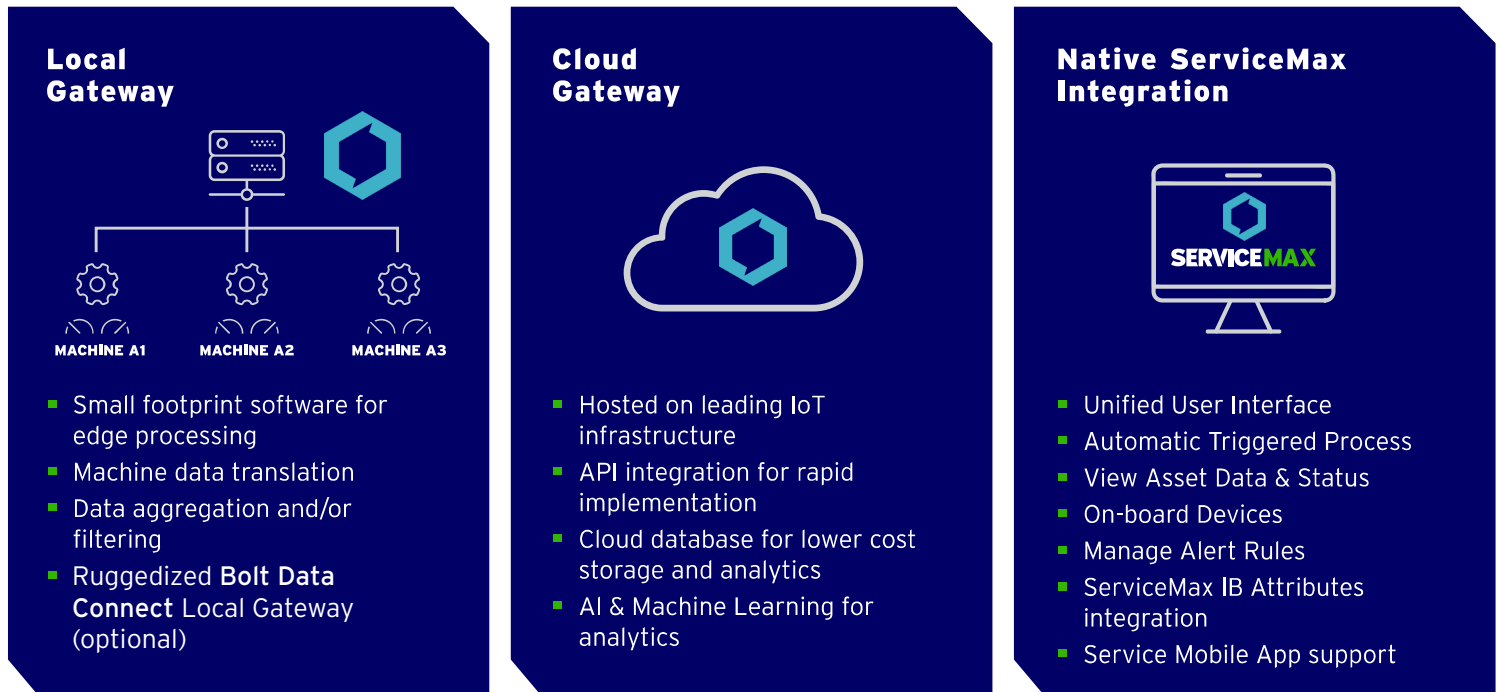 Local
Gateway
MACHINE A1
MACHINE A2
MACHINE A3
Small footprint software for
edge processing
Machine data translation
Data aggregation and/or
filtering
Ruggedized Bolt Data
Connect Local Gateway
(optional)
Cloud
Gateway
Hosted on leading IoT
infrastructure
API integration for rapid
implementation
Cloud database for lower cost
storage and analytics
AI & Machine Learning for
analytics
Native ServiceMax
Integration
SERVICEMAX
Unified User Interface
Automatic Triggered Process
View Asset Data & Status
On-board Devices
Manage Alert Rules
ServiceMax IB Attributes
integration
Service Mobile App support